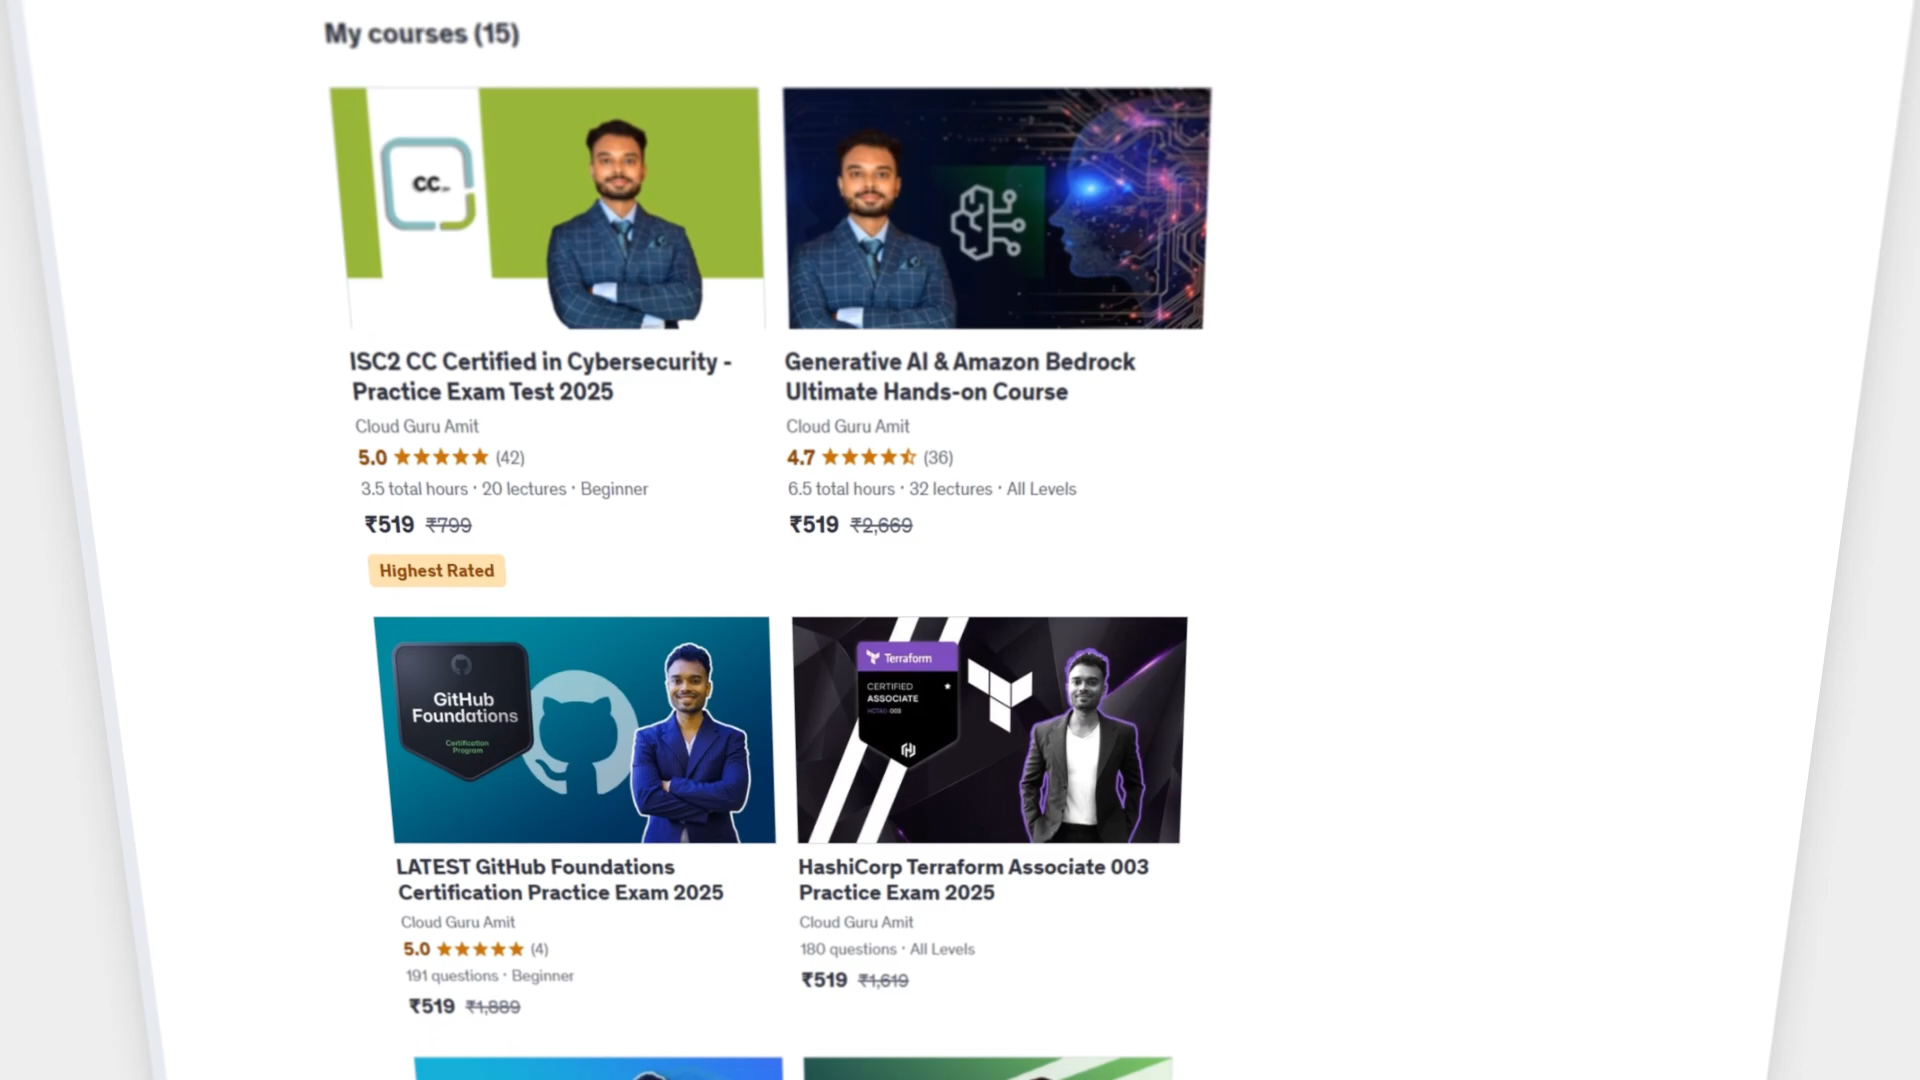 My courses (15)
CC
ISC2 CC Certified in Cybersecurity -
Practice Exam Test 2025
Cloud Guru Amit
5.0 ★★★★★ (42)
3.5 total hours · 20 lectures · Beginner
₹519 ₹799
Highest Rated
Generative AI & Amazon Bedrock
Ultimate Hands-on Course
Cloud Guru Amit
4.7 (36)
6.5 total hours · 32 lectures · All Levels
₹519 ₹2,669
GitHub
Foundations
Certification
Program
LATEST GitHub Foundations
Certification Practice Exam 2025
Cloud Guru Amit
5.0 ★★★★★ (4)
191 questions · Beginner
₹519 ₹1,889
Terraform
CERTIFIED
ASSOCIATE
HCTA0-003
HashiCorp Terraform Associate 003
Practice Exam 2025
Cloud Guru Amit
180 questions · All Levels
₹519 ₹1,619